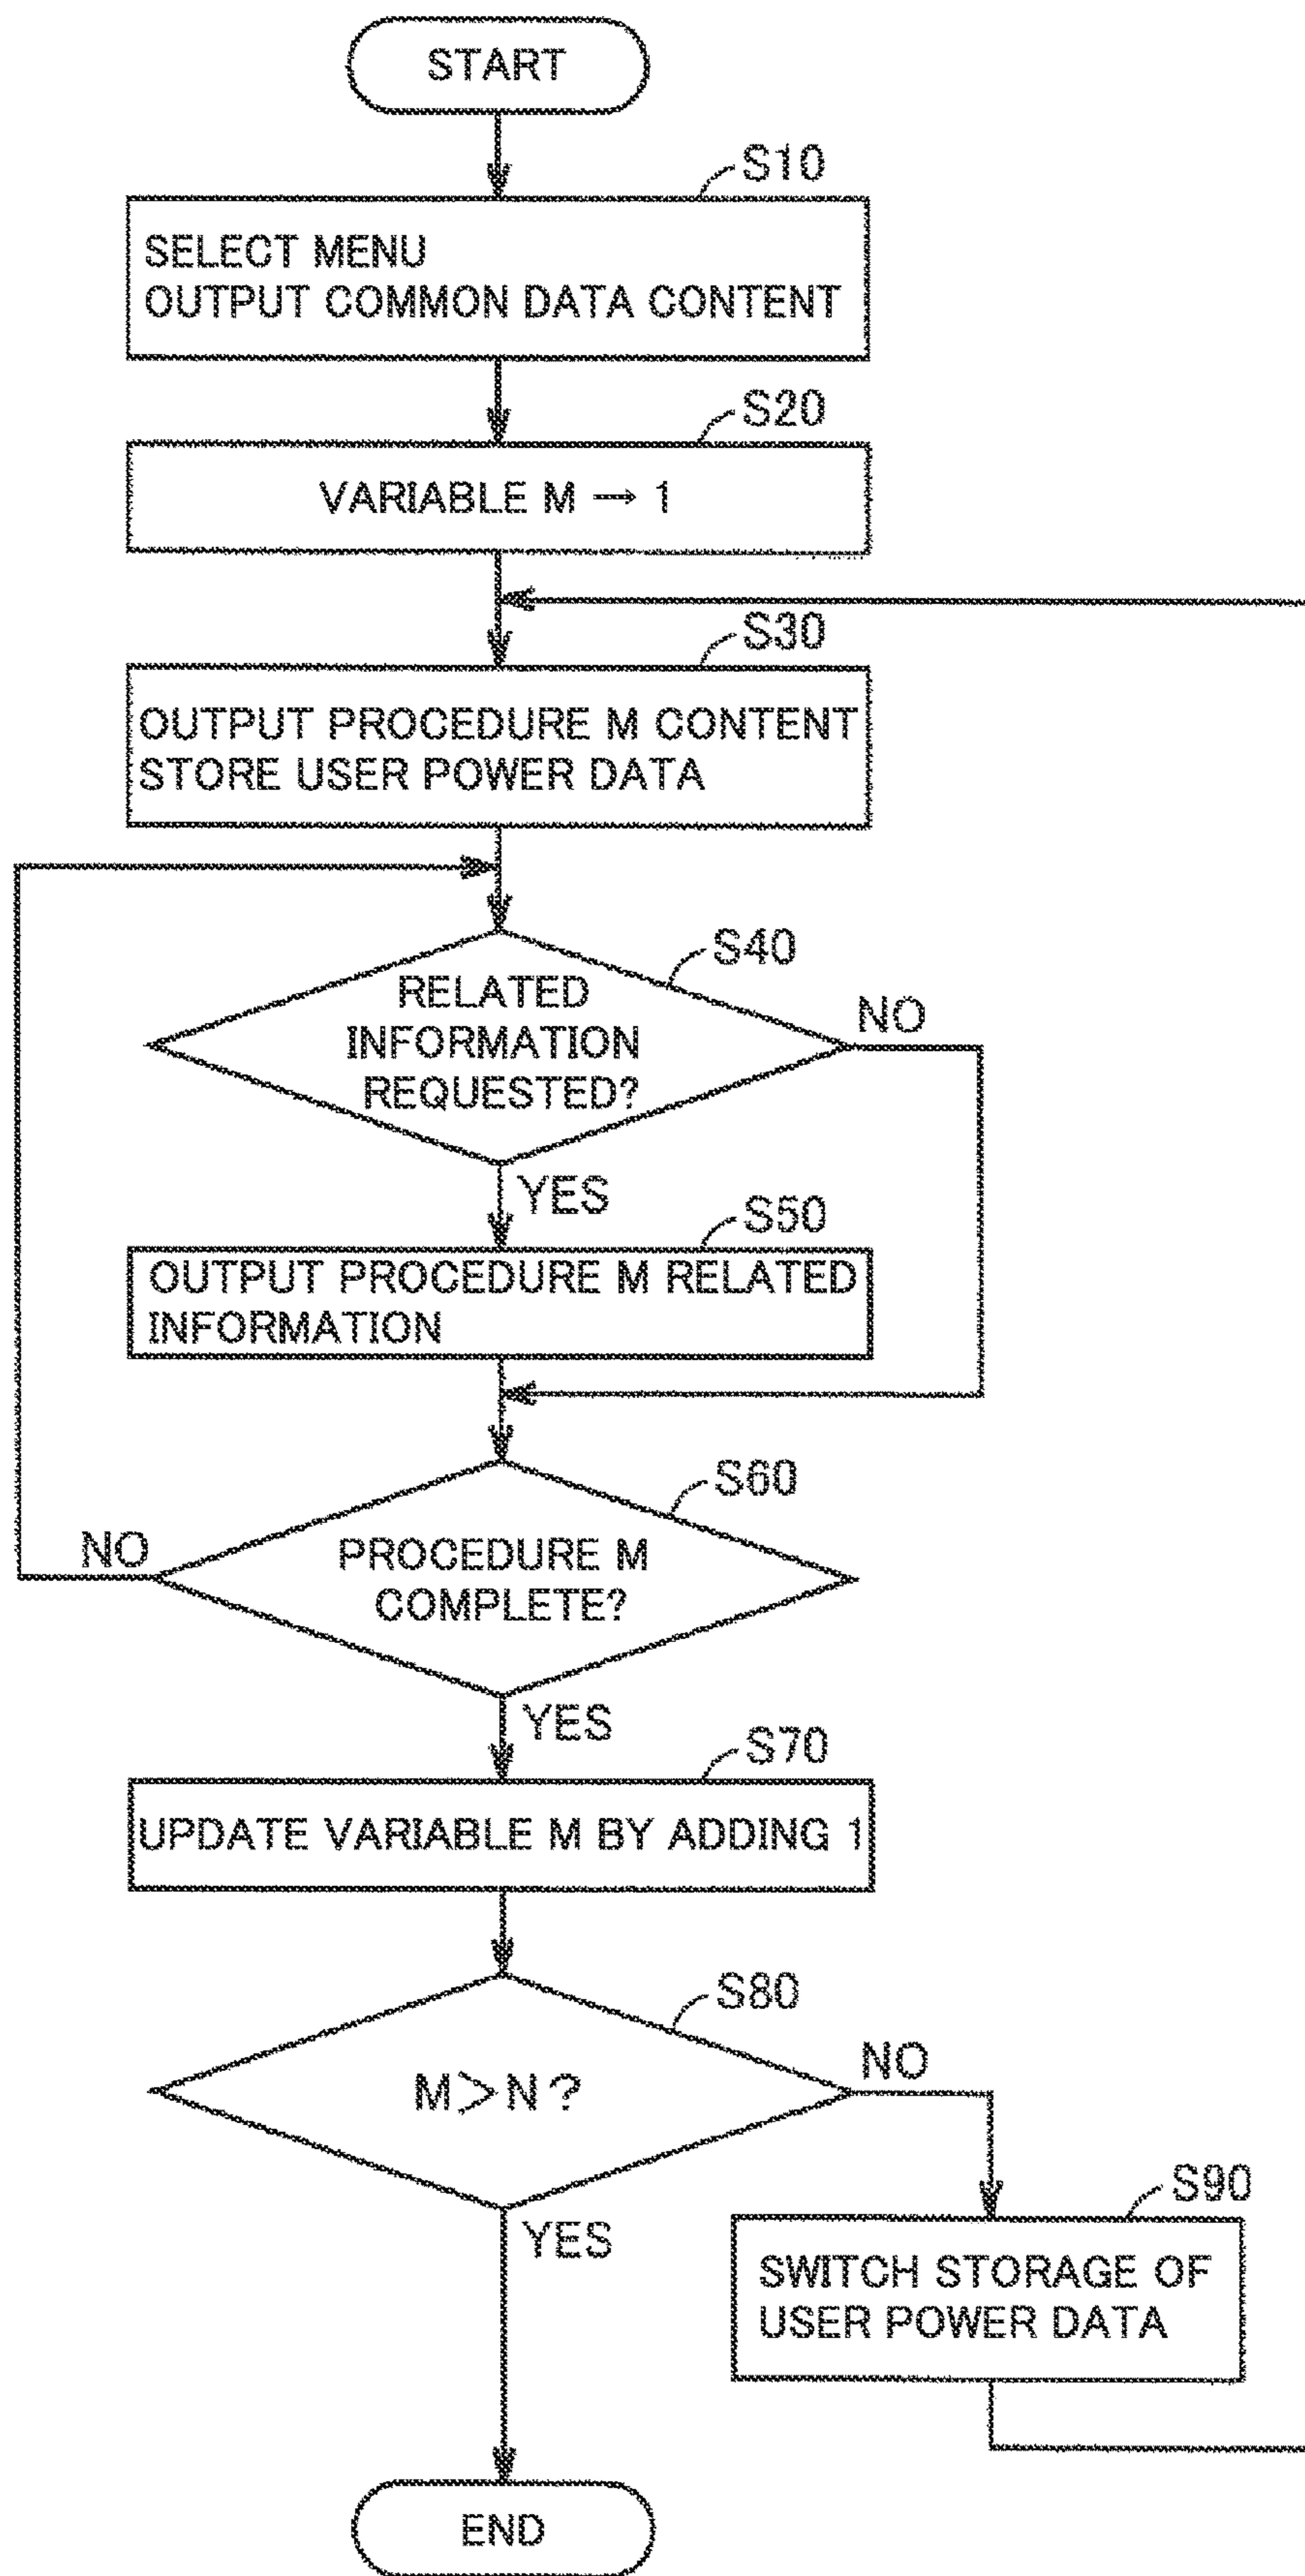 START
S10
SELECT MENU
OUTPUT COMMON DATA CONTENT
S20
VARIABLE M → 1
S30
OUTPUT PROCEDURE M CONTENT
STORE USER POWER DATA
S40
RELATED
INFORMATION
REQUESTED?
NO
YES
S50
OUTPUT PROCEDURE M RELATED
INFORMATION
S60
PROCEDURE M
COMPLETE?
NO
YES
S70
UPDATE VARIABLE M BY ADDING 1
S80
M>N?
NO
YES
S90
SWITCH STORAGE OF
USER POWER DATA
END